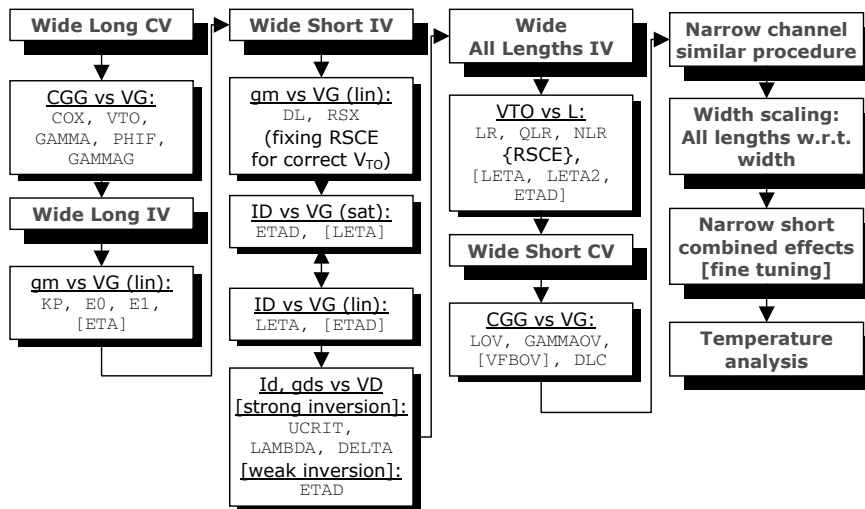 Wide Long CV
CGG vs VG:
COX, VTO,
GAMMA, PHIF,
GAMMAG
Wide Long IV
gm vs VG (lin):
KP, E0, E1,
[ETA]
Wide Short IV
gm vs VG (lin):
DL, RSX
(fixing RSCE
for correct VTO)
ID vs VG (sat):
ETAD, [LETA]
ID vs VG (lin):
LETA, [ETAD]
Id, gds vs VD
[strong inversion]:
UCRIT,
LAMBDA, DELTA
[weak inversion]:
ETAD
Wide
All Lengths IV
VTO vs L:
LR, QLR, NLR
{RSCE},
[LETA, LETA2,
ETAD]
Wide Short CV
CGG vs VG:
LOV, GAMMAOV,
[VFBOV], DLC
Narrow channel
similar procedure
Width scaling:
All lengths w.r.t.
width
Narrow short
combined effects
[fine tuning]
Temperature
analysis